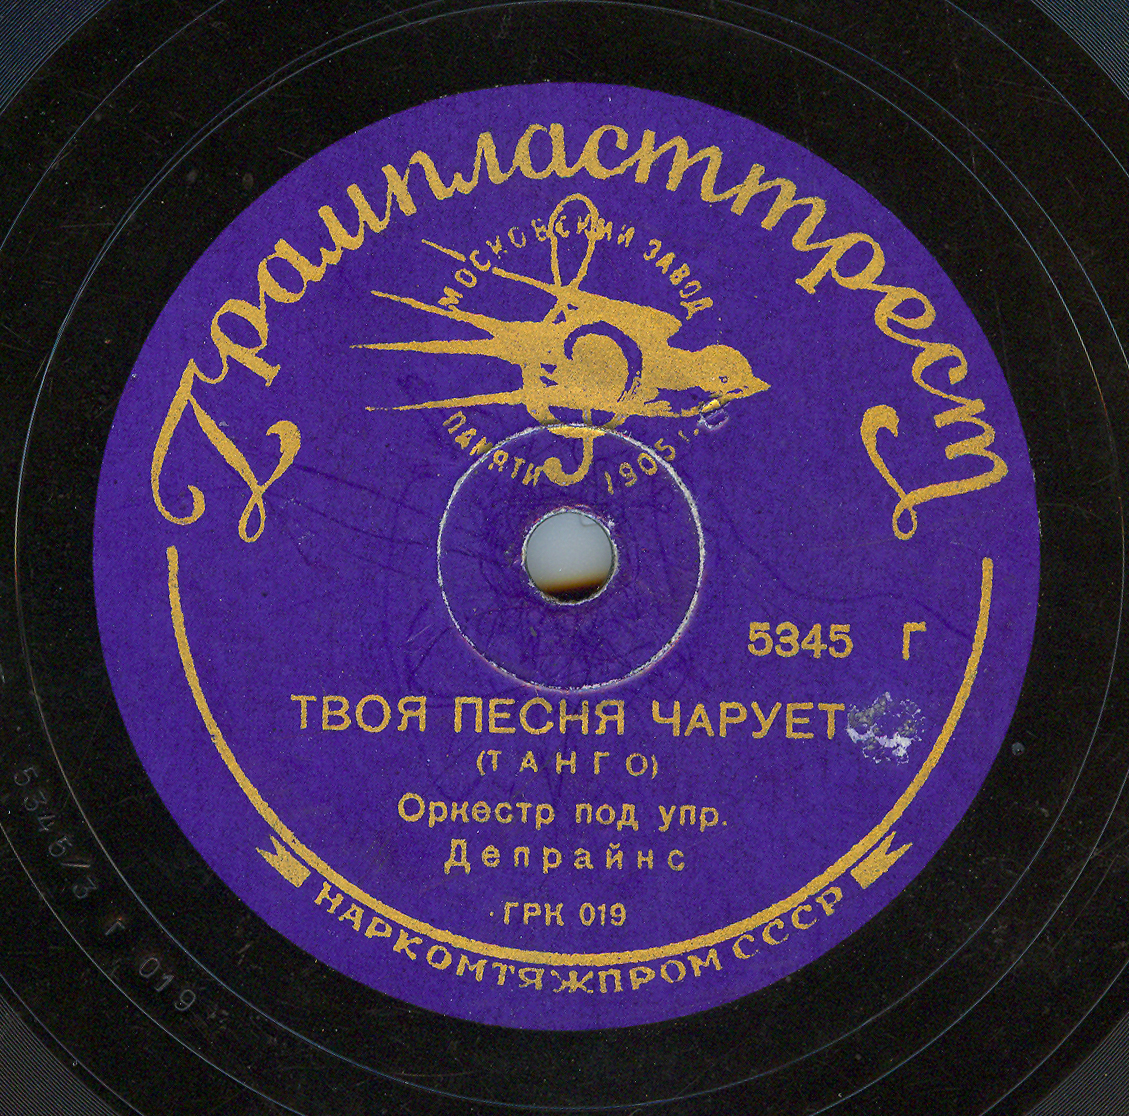 Грампласттрест
МОСКОВСКИЙ ЗАВОД
ПАМЯТИ 1905 г.
5345 Г
ТВОЯ ПЕСНЯ ЧАРУЕТ
(ТАНГО)
Оркестр под упр.
Депрайнс
ГРК 019
НАРКОМТЯЖПРОМ СССР
5345/3 Г 019